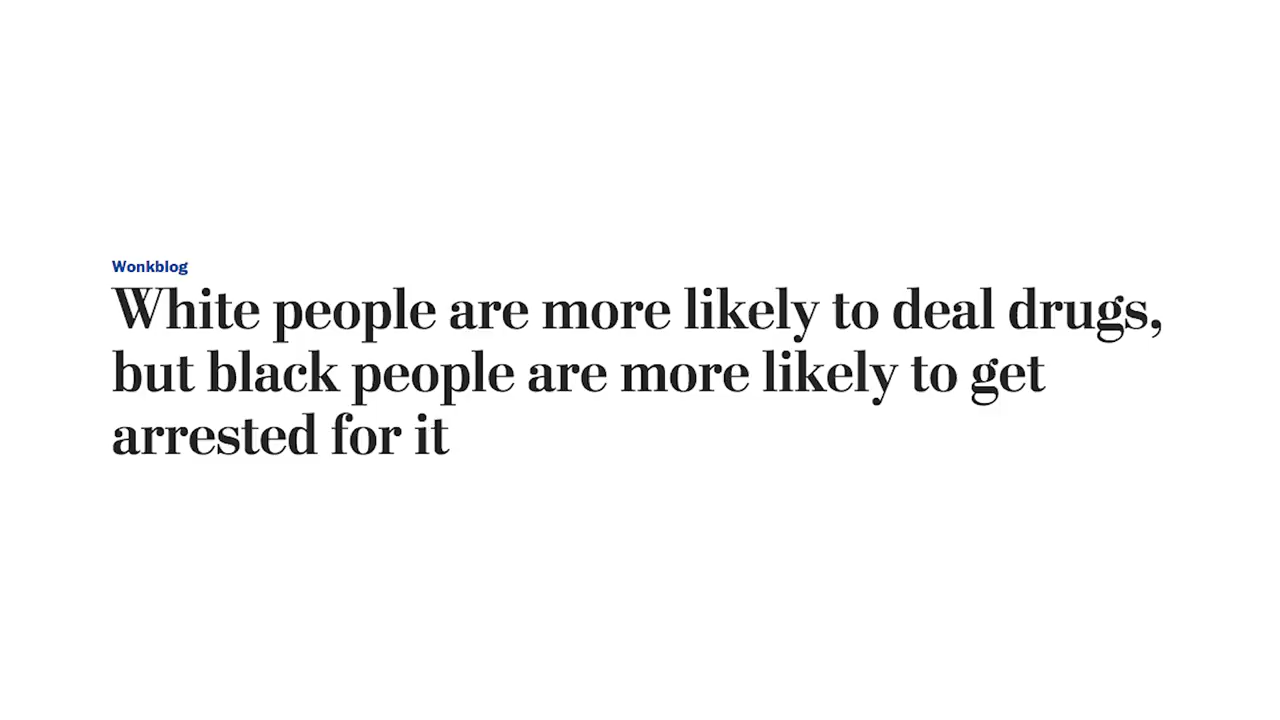 Wonkblog
White people are more likely to deal drugs,
but black people are more likely to get
arrested for it